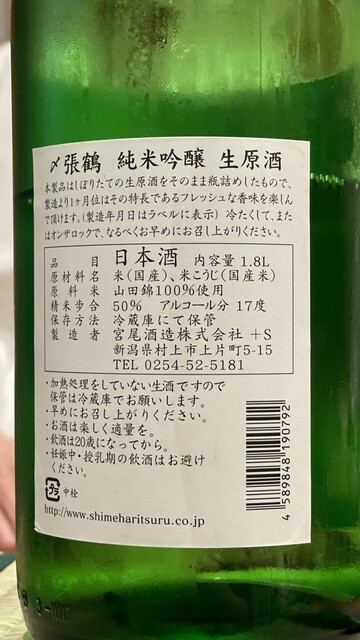 〆張鶴 純米吟醸 生原酒
本製品はしぼりたての生原酒をそのまま瓶詰めしたもので、
製造より1ヶ月位はその特長であるフレッシュな香味を楽しん
で頂けます。(製造年月日はラベルに表示) 冷たくして、また
はオンザロックで、なるべくお早めにお召し上がりください。
品目 日本酒 内容量 1.8L
原材料名 米(国産)、米こうじ(国産米)
原料米 山田錦100%使用
精米歩合 50% アルコール分 17度
保存方法 冷蔵庫にて保管
製造者 宮尾酒造株式会社 +S
新潟県村上市上片町5-15
TEL 0254-52-5181
・加熱処理をしていない生酒ですので
保管は冷蔵庫でお願いします。
・早めにお召し上がりください。
・お酒は楽しく適量を。
・飲酒は20歳になってから。
・妊娠中・授乳期の飲酒はお避け
ください。
プラ 中栓
http://www.shimeharitsuru.co.jp
4 589848 190792